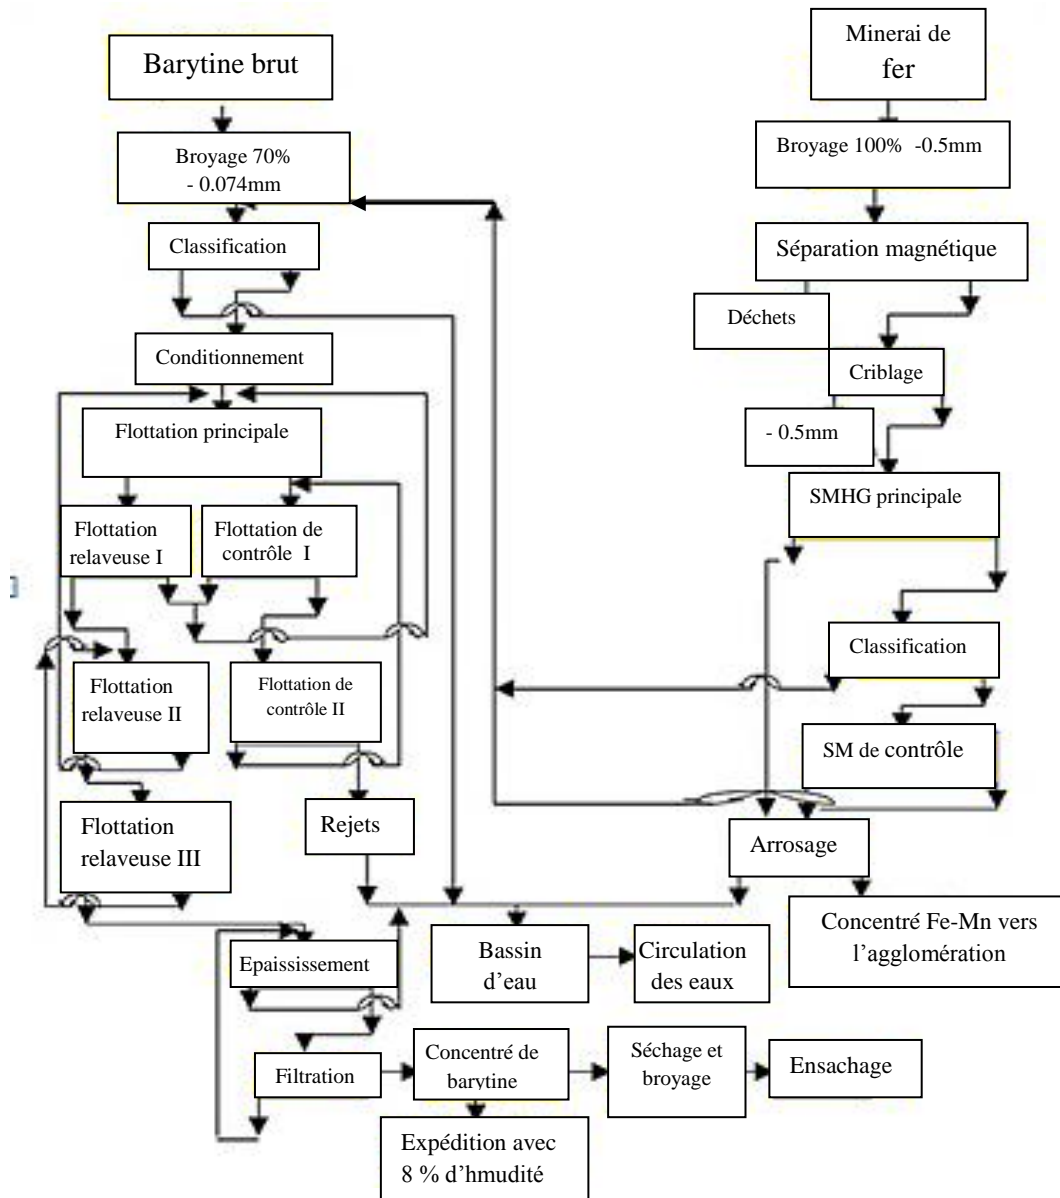 Barytine brut
Minerai de
fer
Broyage 70%
- 0.074mm
Broyage 100% -0.5mm
Classification
Séparation magnétique
Déchets
Conditionnement
Criblage
Flottation principale
- 0.5mm
SMHG principale
Flottation
relaveuse I
Flottation de
contrôle I
Classification
Flottation
relaveuse II
Flottation de
contrôle II
SM de contrôle
Flottation
relaveuse III
Rejets
Arrosage
Concentré Fe-Mn vers
l’agglomération
Epaississement
Bassin
d’eau
Circulation
des eaux
Filtration
Concentré de
barytine
Séchage et
broyage
Ensachage
Expédition avec
8 % d’hmudité